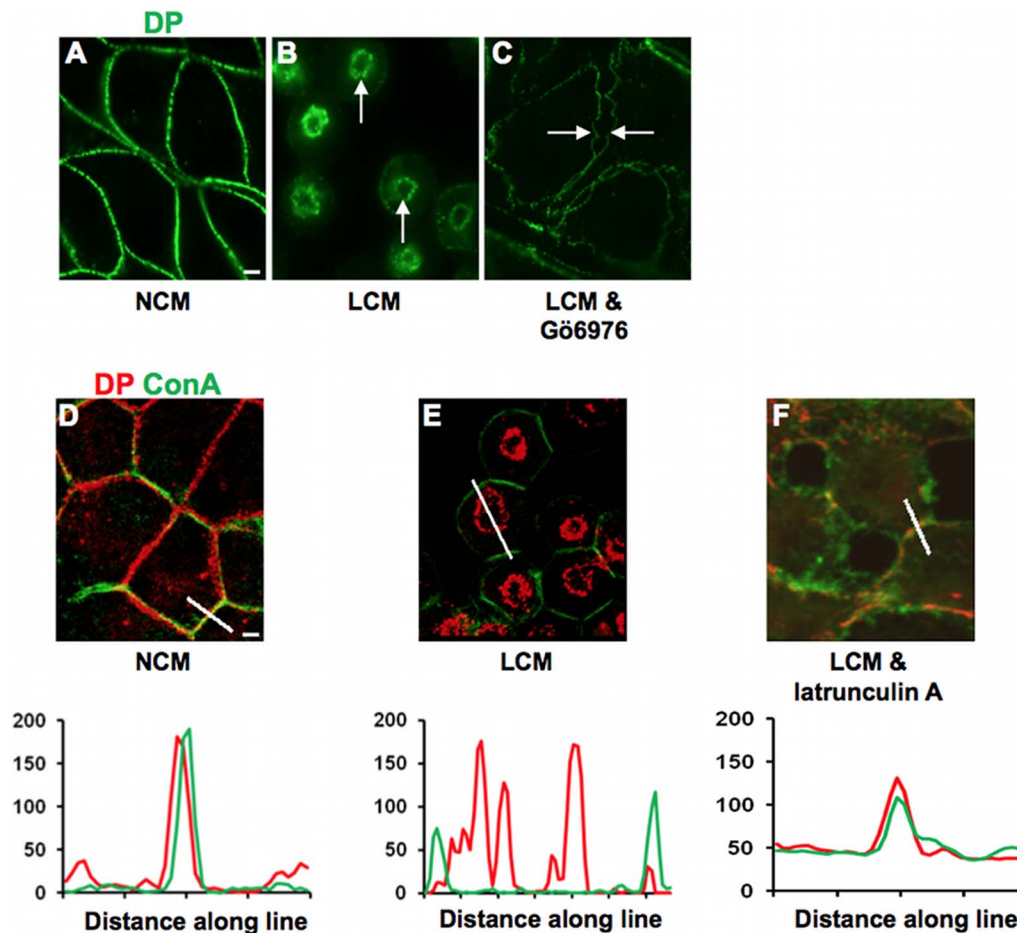 DP
A B C
NCM LCM LCM &
Gö6976
DP ConA
D E F
NCM LCM LCM &
latrunculin A
200 200 200
150 150 150
100 100 100
50 50 50
0 0 0
Distance along line Distance along line Distance along line